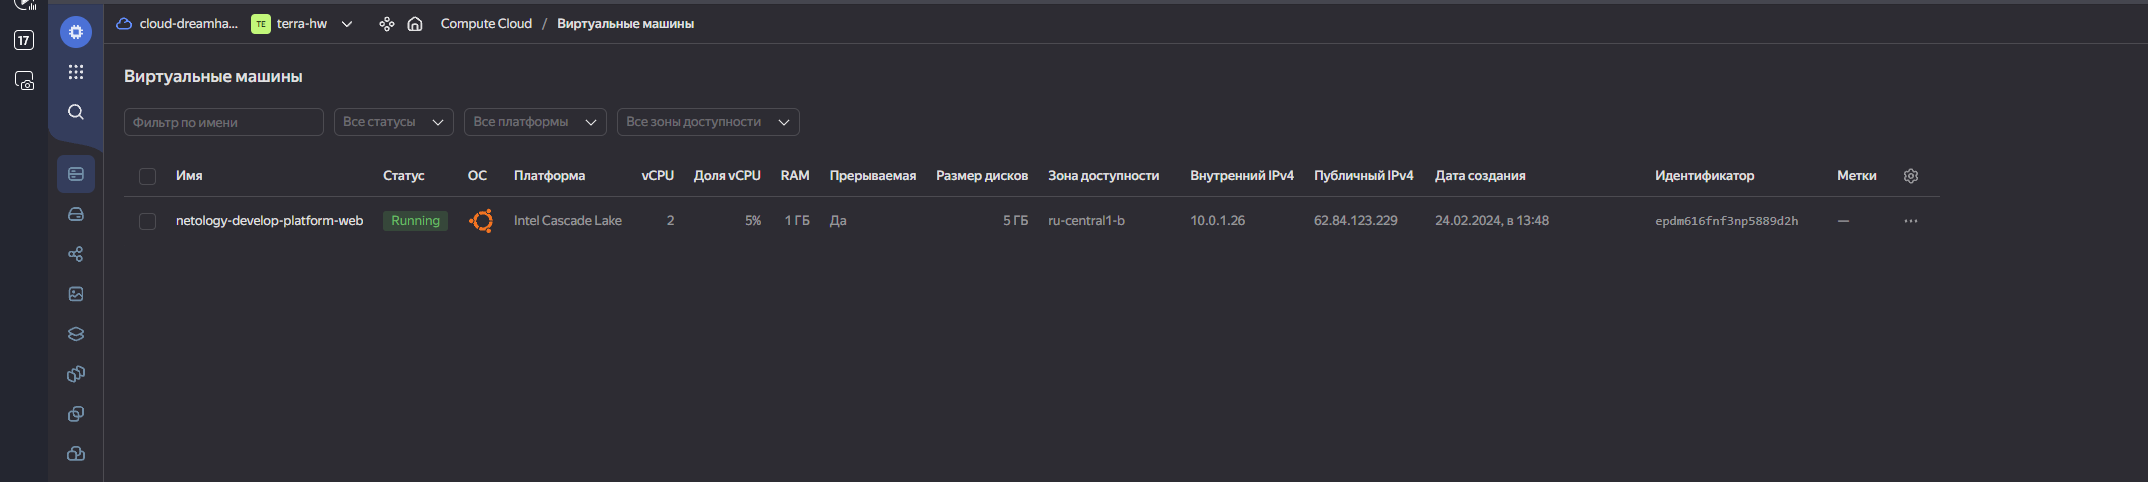 17
cloud-dreamha... TE terra-hw Compute Cloud / Виртуальные машины
Виртуальные машины
Фильтр по имени Все статусы Все платформы Все зоны доступности
Имя Статус ОС Платформа vCPU Доля vCPU RAM Прерываемая Размер дисков Зона доступности Внутренний IPv4 Публичный IPv4 Дата создания Идентификатор Метки
netology-develop-platform-web Running Intel Cascade Lake 2 5% 1 ГБ Да 5 ГБ ru-central1-b 10.0.1.26 62.84.123.229 24.02.2024, в 13:48 epdm616fnf3np5889d2h — ...